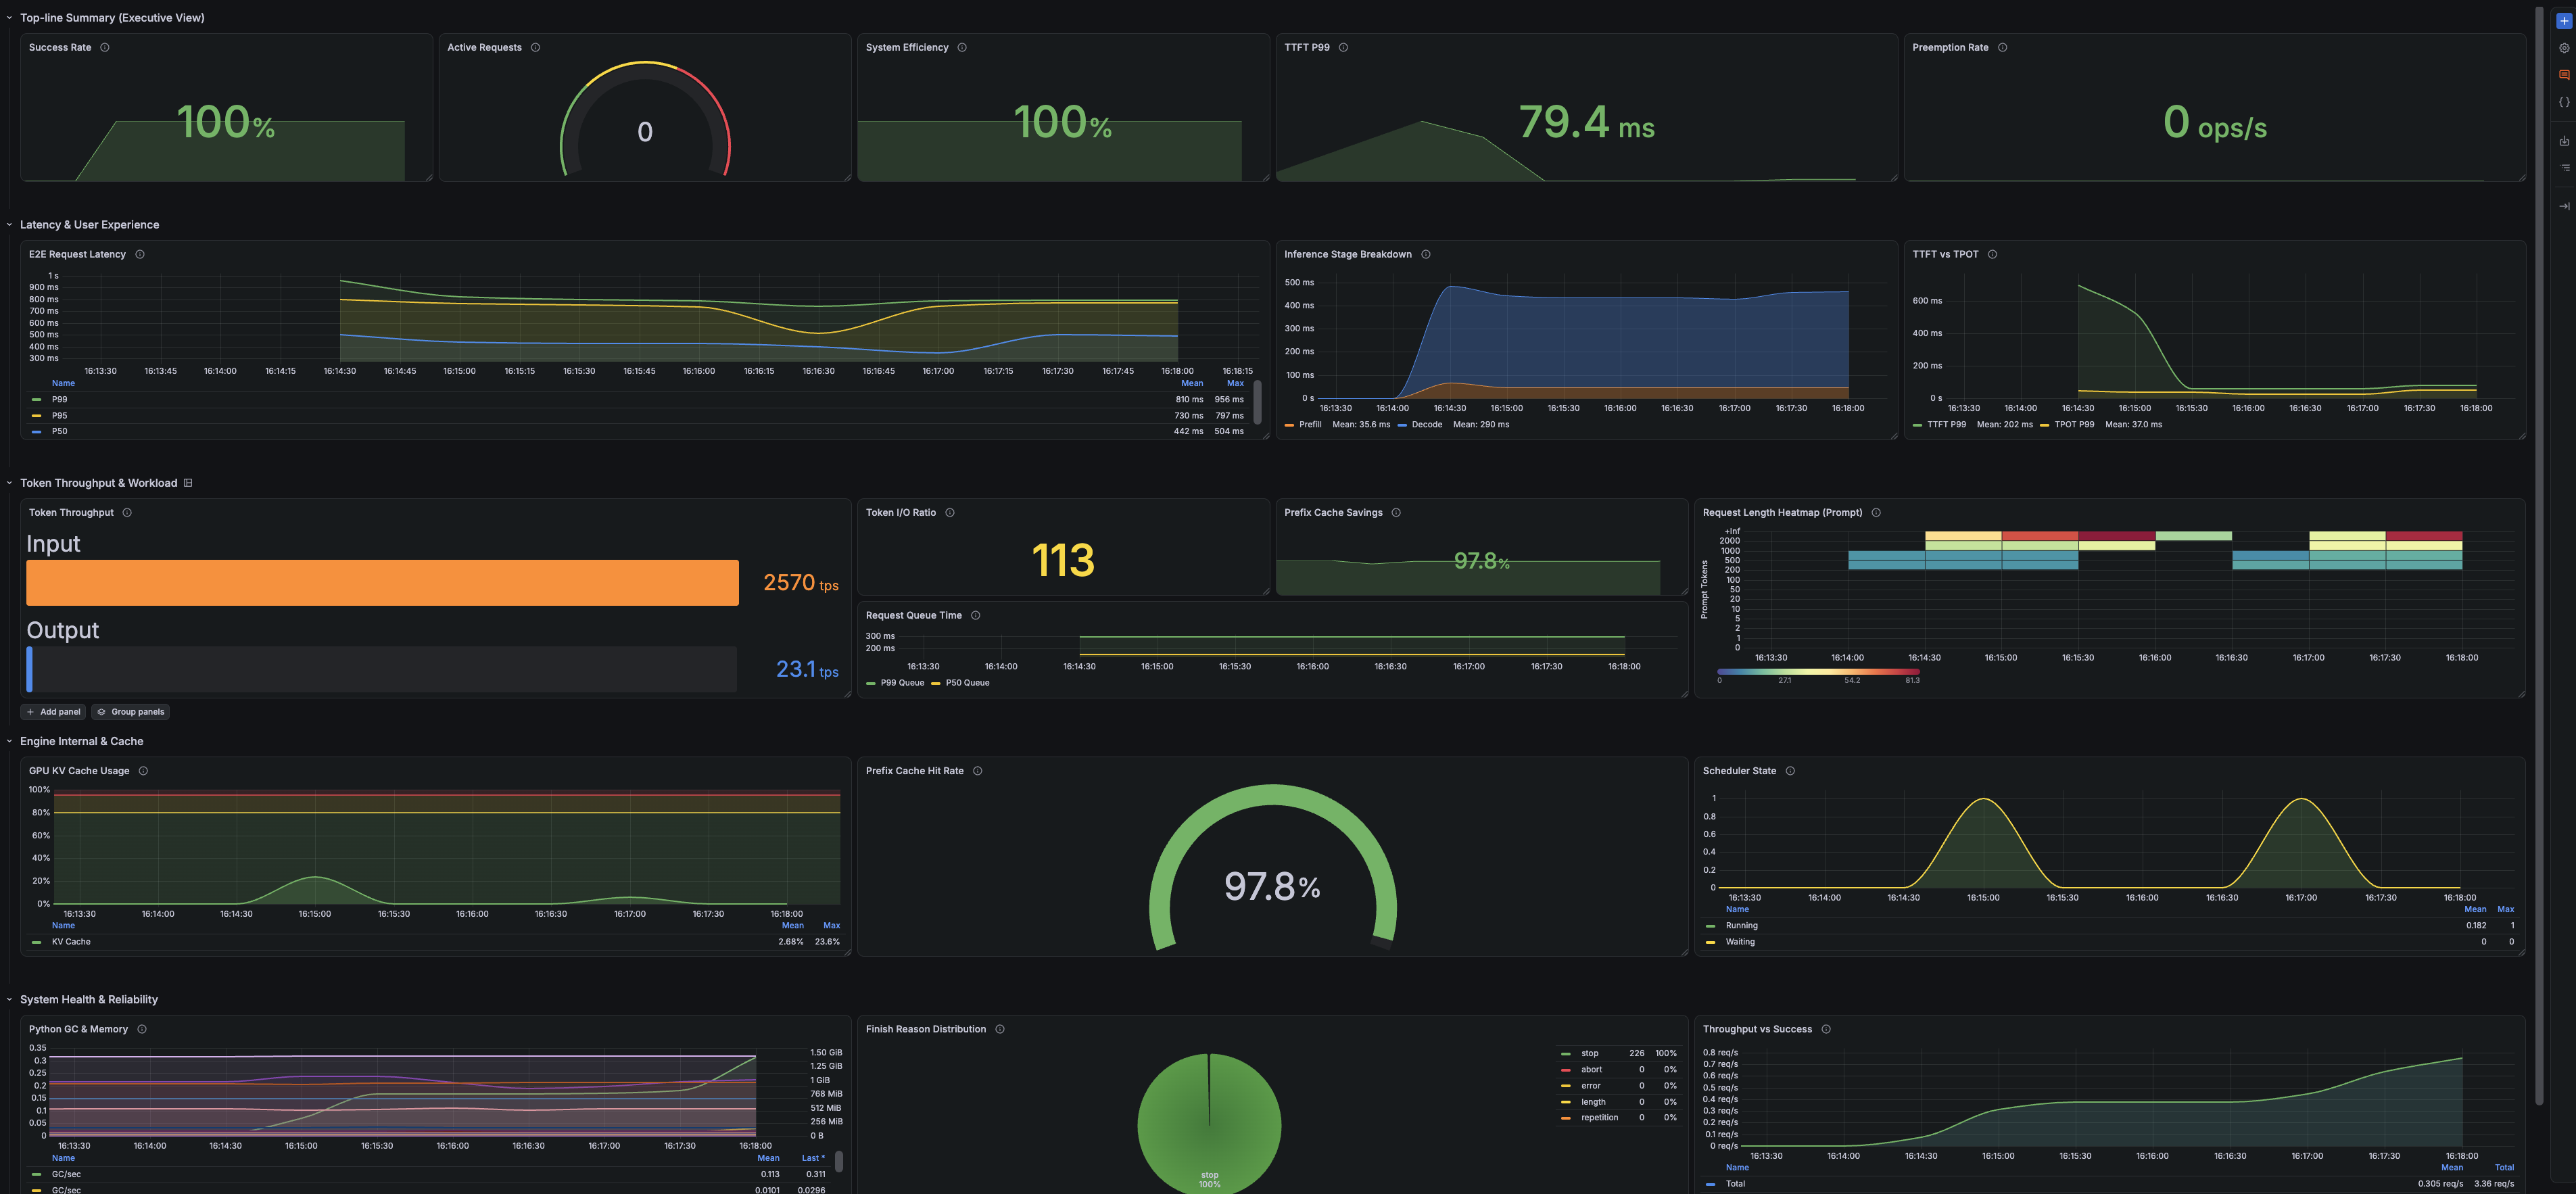 Top-line Summary (Executive View)
Success Rate
100%
Active Requests
0
System Efficiency
100%
TTFT P99
79.4 ms
Preemption Rate
0 ops/s
Latency & User Experience
E2E Request Latency
1 s
900 ms
800 ms
700 ms
600 ms
500 ms
400 ms
300 ms
16:13:30 16:13:45 16:14:00 16:14:15 16:14:30 16:14:45 16:15:00 16:15:15 16:15:30 16:15:45 16:16:00 16:16:15 16:16:30 16:16:45 16:17:00 16:17:15 16:17:30 16:17:45 16:18:00 16:18:15
Name Mean Max
P99 810 ms 956 ms
P95 730 ms 797 ms
P50 442 ms 504 ms
Inference Stage Breakdown
500 ms
400 ms
300 ms
200 ms
100 ms
0 s
16:13:30 16:14:00 16:14:30 16:15:00 16:15:30 16:16:00 16:16:30 16:17:00 16:17:30 16:18:00
Prefill Mean: 35.6 ms Decode Mean: 290 ms
TTFT vs TPOT
600 ms
400 ms
200 ms
0 s
16:13:30 16:14:00 16:14:30 16:15:00 16:15:30 16:16:00 16:16:30 16:17:00 16:17:30 16:18:00
TTFT P99 Mean: 202 ms TPOT P99 Mean: 37.0 ms
Token Throughput & Workload
Token Throughput
Input
2570 tps
Output
23.1 tps
Add panel Group panels
Token I/O Ratio
113
Prefix Cache Savings
97.8%
Request Queue Time
300 ms
200 ms
16:13:30 16:14:00 16:14:30 16:15:00 16:15:30 16:16:00 16:16:30 16:17:00 16:17:30 16:18:00
P99 Queue P50 Queue
Request Length Heatmap (Prompt)
Prompt Tokens
+Inf
2000
1000
500
200
100
50
20
10
5
2
1
0
16:13:30 16:14:00 16:14:30 16:15:00 16:15:30 16:16:00 16:16:30 16:17:00 16:17:30 16:18:00
0 27.1 54.2 81.3
Engine Internal & Cache
GPU KV Cache Usage
100%
80%
60%
40%
20%
0%
16:13:30 16:14:00 16:14:30 16:15:00 16:15:30 16:16:00 16:16:30 16:17:00 16:17:30 16:18:00
Name Mean Max
KV Cache 2.68% 23.6%
Prefix Cache Hit Rate
97.8%
Scheduler State
1
0.8
0.6
0.4
0.2
0
16:13:30 16:14:00 16:14:30 16:15:00 16:15:30 16:16:00 16:16:30 16:17:00 16:17:30 16:18:00
Name Mean Max
Running 0.182 1
Waiting 0 0
System Health & Reliability
Python GC & Memory
0.35
0.3
0.25
0.2
0.15
0.1
0.05
0
1.50 GiB
1.25 GiB
1 GiB
768 MiB
512 MiB
256 MiB
0 B
16:13:30 16:14:00 16:14:30 16:15:00 16:15:30 16:16:00 16:16:30 16:17:00 16:17:30 16:18:00
Name Mean Last *
GC/sec 0.113 0.311
GC/sec 0.0101 0.0296
Finish Reason Distribution
stop
100%
stop 226 100%
abort 0 0%
error 0 0%
length 0 0%
repetition 0 0%
Throughput vs Success
0.8 req/s
0.7 req/s
0.6 req/s
0.5 req/s
0.4 req/s
0.3 req/s
0.2 req/s
0.1 req/s
0 req/s
16:13:30 16:14:00 16:14:30 16:15:00 16:15:30 16:16:00 16:16:30 16:17:00 16:17:30 16:18:00
Name Mean Total
Total 0.305 req/s 3.36 req/s